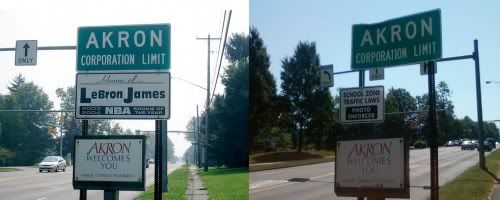 ONLY
AKRON
CORPORATION LIMIT
Home of...
LEBRON JAMES
2003
2004
NBA
ROOKIE OF
THE YEAR
AKRON
WELCOMES
YOU
AKRON
CORPORATION LIMIT
SCHOOL ZONE
TRAFFIC LAWS
PHOTO
ENFORCED
AKRON
WELCOMES
YOU